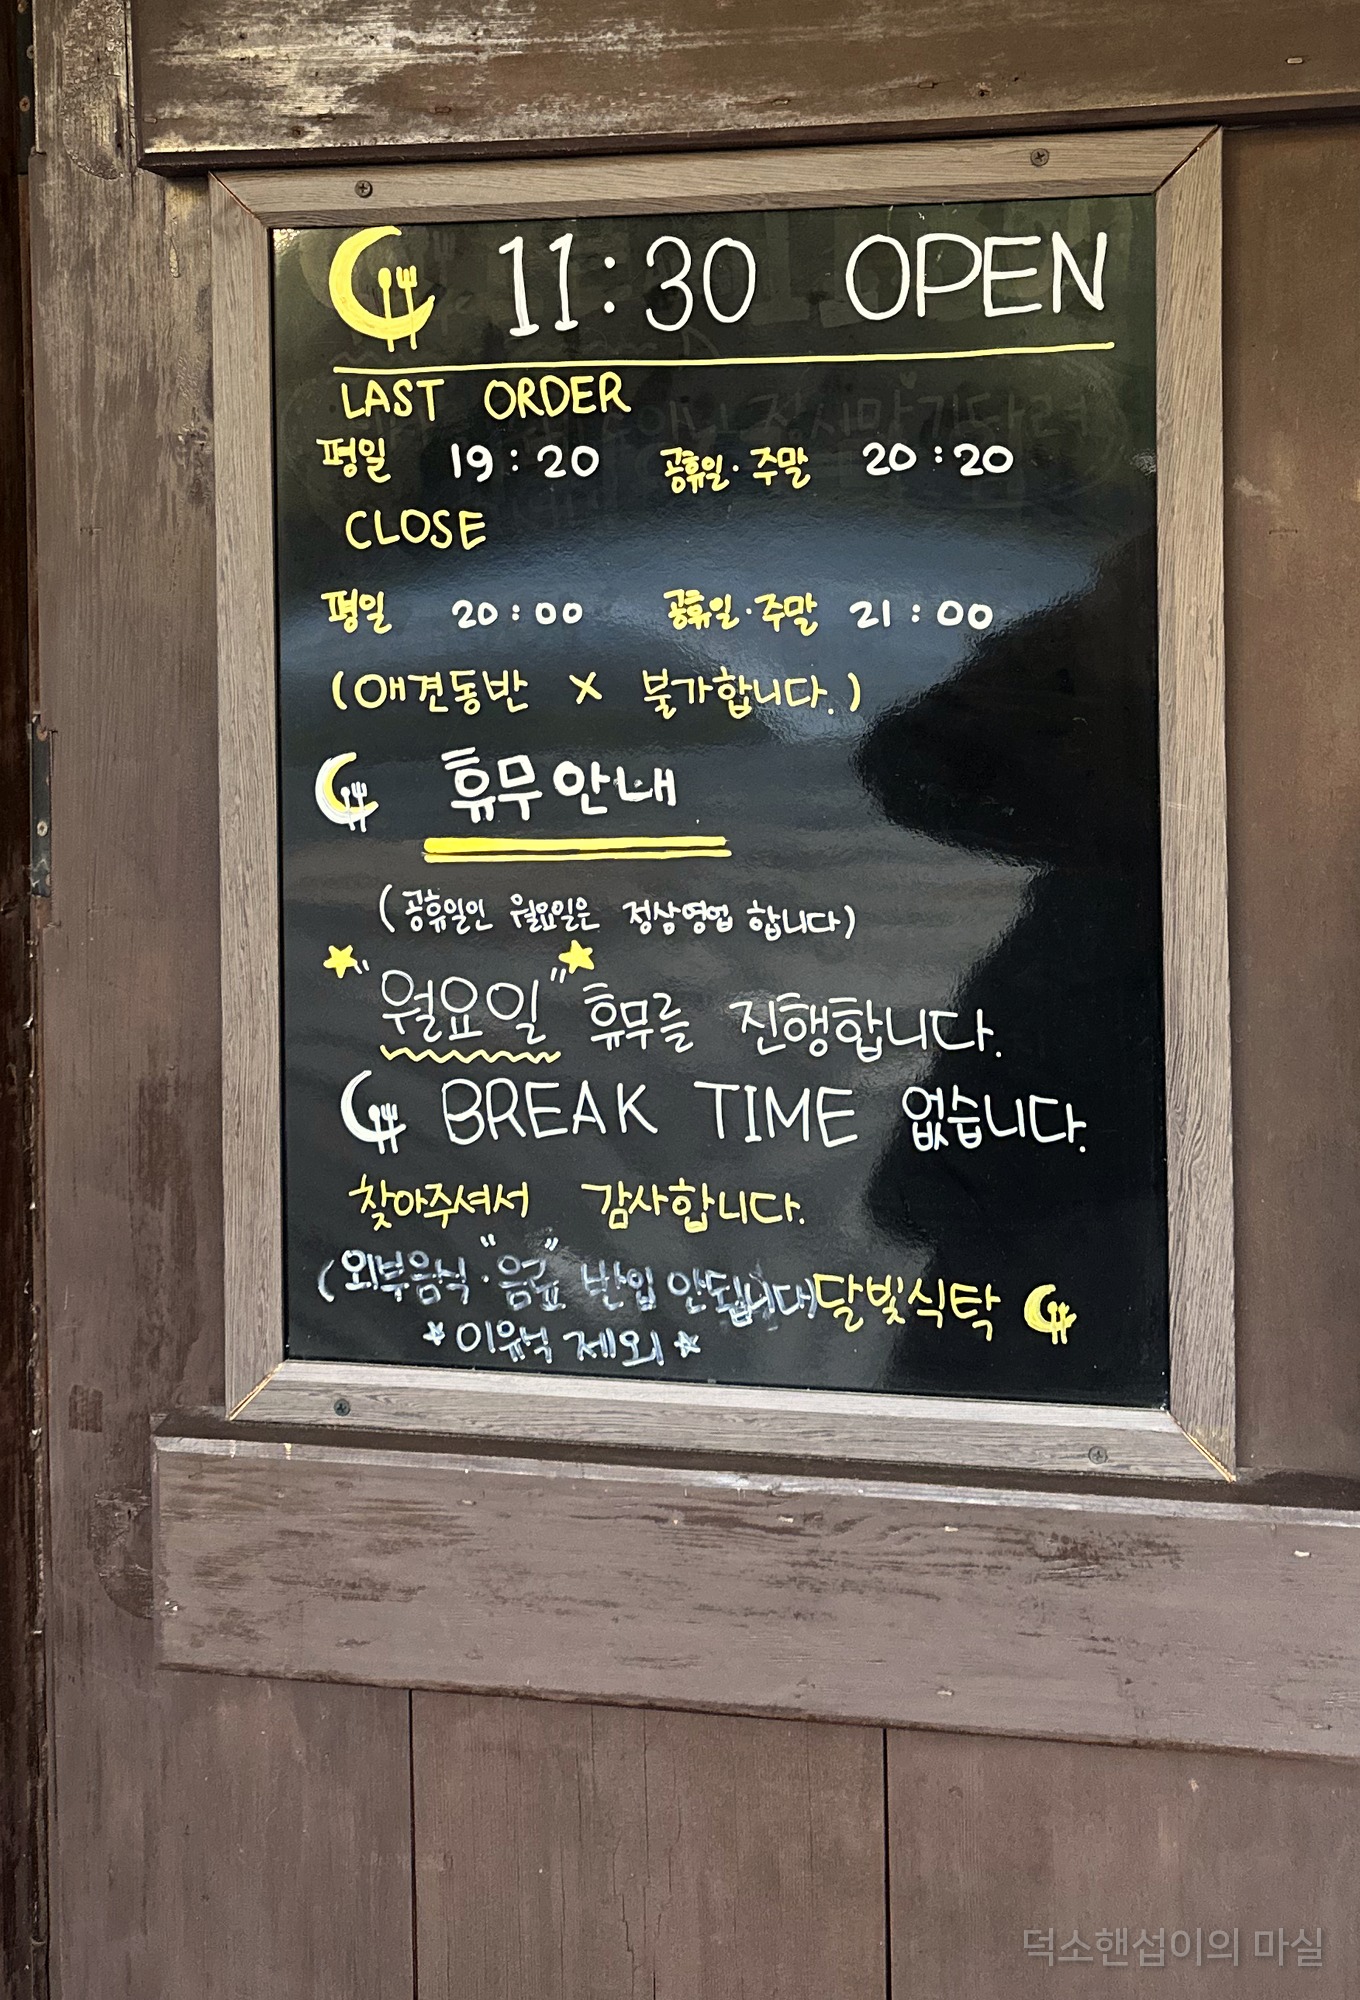 11:30 OPEN
LAST ORDER
평일 19:20 공휴일·주말 20:20
CLOSE
평일 20:00 공휴일·주말 21:00
(애견동반 X 불가합니다.)
휴무안내
(공휴일인 월요일은 정상영업 합니다)
"월요일" 휴무를 진행합니다.
BREAK TIME 없습니다.
찾아주셔서 감사합니다.
(외부음식·"음료" 반입 안됩니다) 달빛식탁
*이유식 제외*
덕소핸섭이의 마실